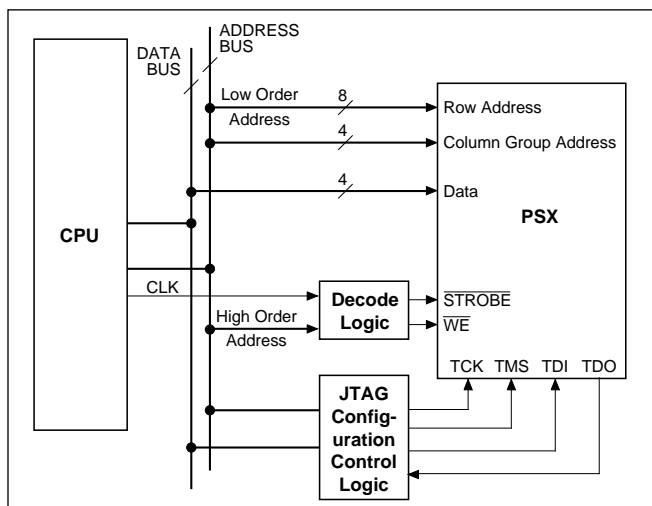 ADDRESS
BUS
DATA
BUS
Low Order
Address
8
Row Address
4
Column Group Address
4
Data
PSX
CPU
CLK
Decode
Logic
STROBE
WE
High Order
Address
TCK TMS TDI TDO
JTAG
Config-
uration
Control
Logic